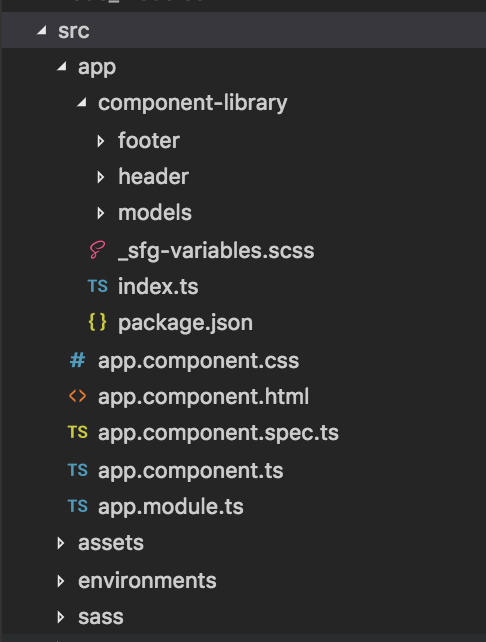 src
app
component-library
footer
header
models
_sfg-variables.scss
TS index.ts
{ } package.json
# app.component.css
<> app.component.html
TS app.component.spec.ts
TS app.component.ts
TS app.module.ts
assets
environments
sass